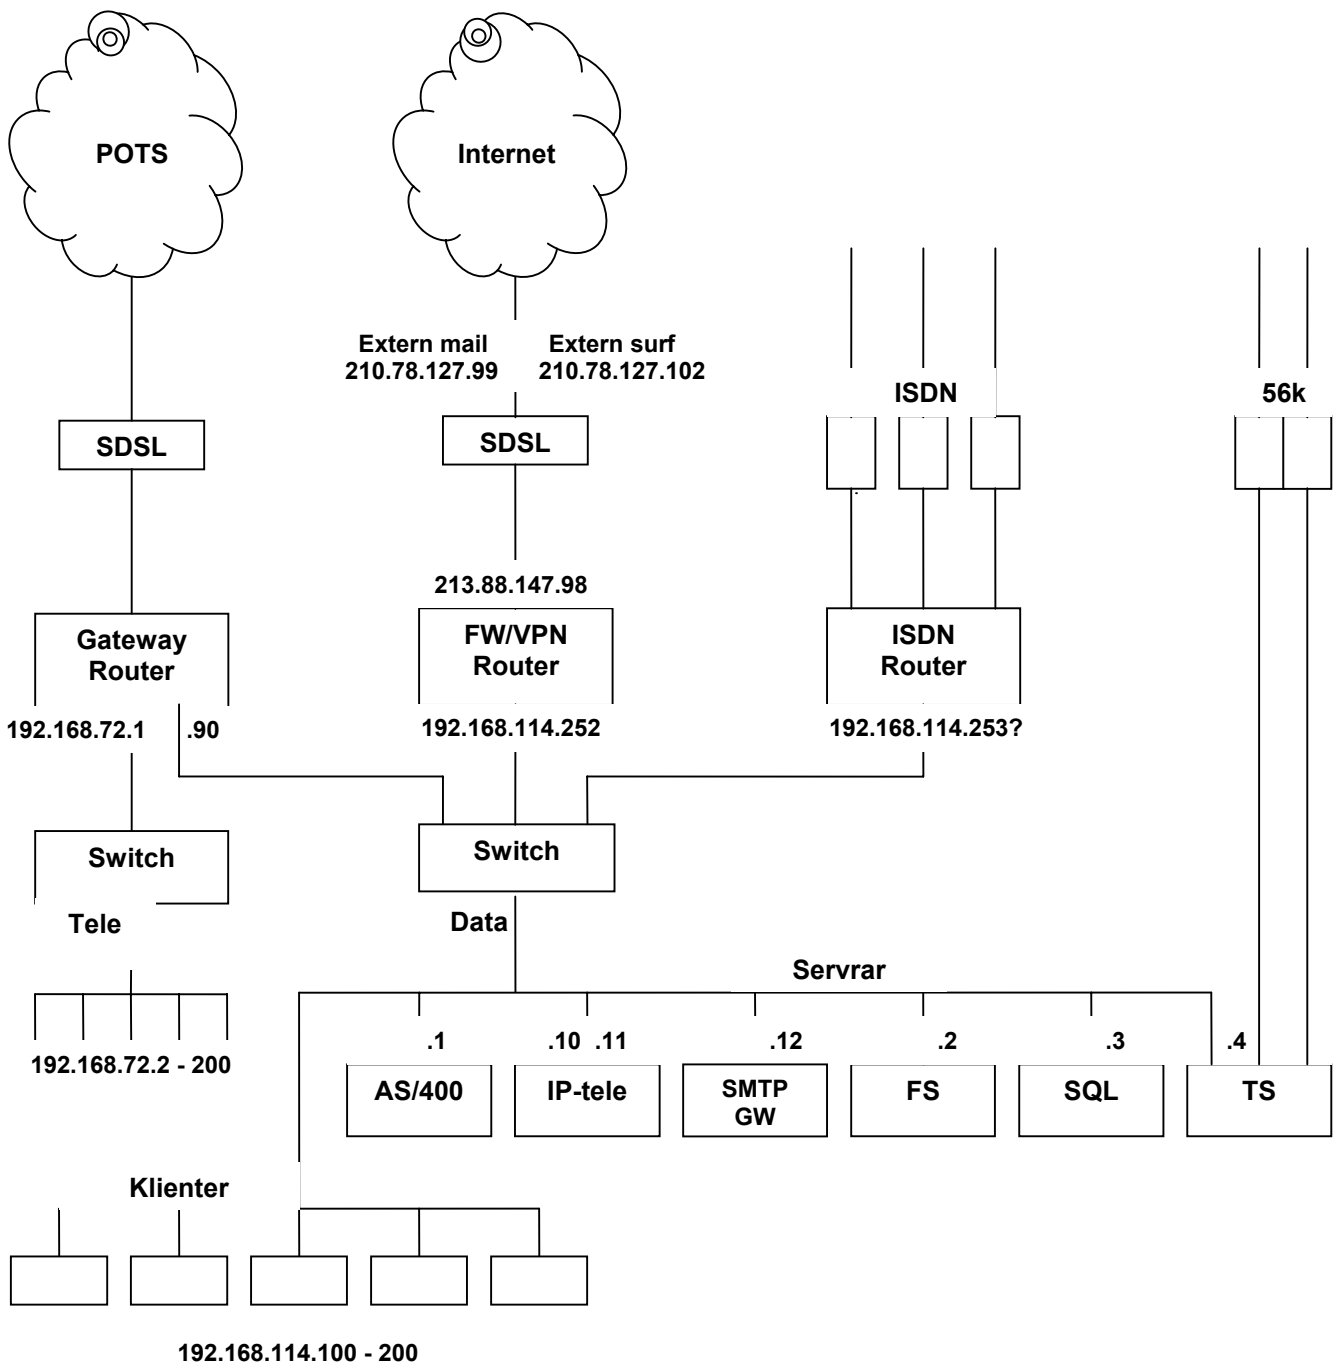 POTS
Internet
Extern mail
210.78.127.99
Extern surf
210.78.127.102
ISDN
56k
SDSL
SDSL
213.88.147.98
Gateway
Router
FW/VPN
Router
ISDN
Router
192.168.72.1
.90
192.168.114.252
192.168.114.253?
Switch
Switch
Tele
Data
Servrar
192.168.72.2 - 200
.1
.10 .11
.12
.2
.3
.4
AS/400
IP-tele
SMTP
GW
FS
SQL
TS
Klienter
192.168.114.100 - 200